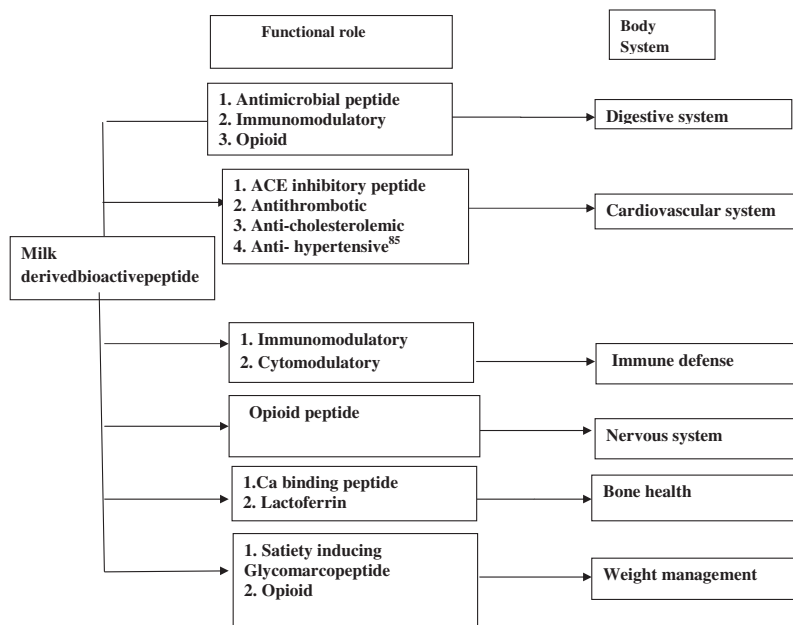 Functional role
Body
System
1. Antimicrobial peptide
2. Immunomodulatory
3. Opioid
Digestive system
1. ACE inhibitory peptide
2. Antithrombotic
3. Anti-cholesterolemic
4. Anti- hypertensive85
Cardiovascular system
Milk
derivedbioactivepeptide
1. Immunomodulatory
2. Cytomodulatory
Immune defense
Opioid peptide
Nervous system
1.Ca binding peptide
2. Lactoferrin
Bone health
1. Satiety inducing
Glycomarcopeptide
2. Opioid
Weight management